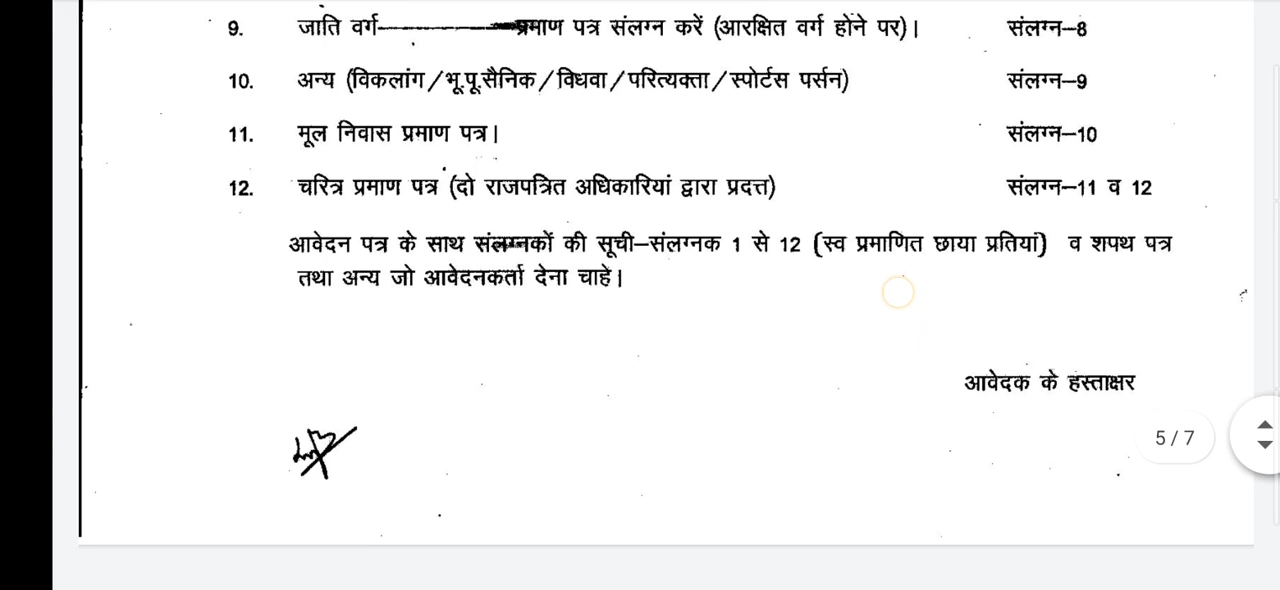 9. जाति वर्ग————प्रमाण पत्र संलग्न करें (आरक्षित वर्ग होने पर)। संलग्न–8
10. अन्य (विकलांग/भू.पू.सैनिक/विधवा/परित्यक्ता/स्पोर्टस पर्सन) संलग्न–9
11. मूल निवास प्रमाण पत्र। संलग्न–10
12. चरित्र प्रमाण पत्र (दो राजपत्रित अधिकारियां द्वारा प्रदत्त) संलग्न–11 व 12
आवेदन पत्र के साथ संलग्नकों की सूची–संलग्नक 1 से 12 (स्व प्रमाणित छाया प्रतियां) व शपथ पत्र
तथा अन्य जो आवेदनकर्ता देना चाहें।
आवेदक के हस्ताक्षर
5 / 7